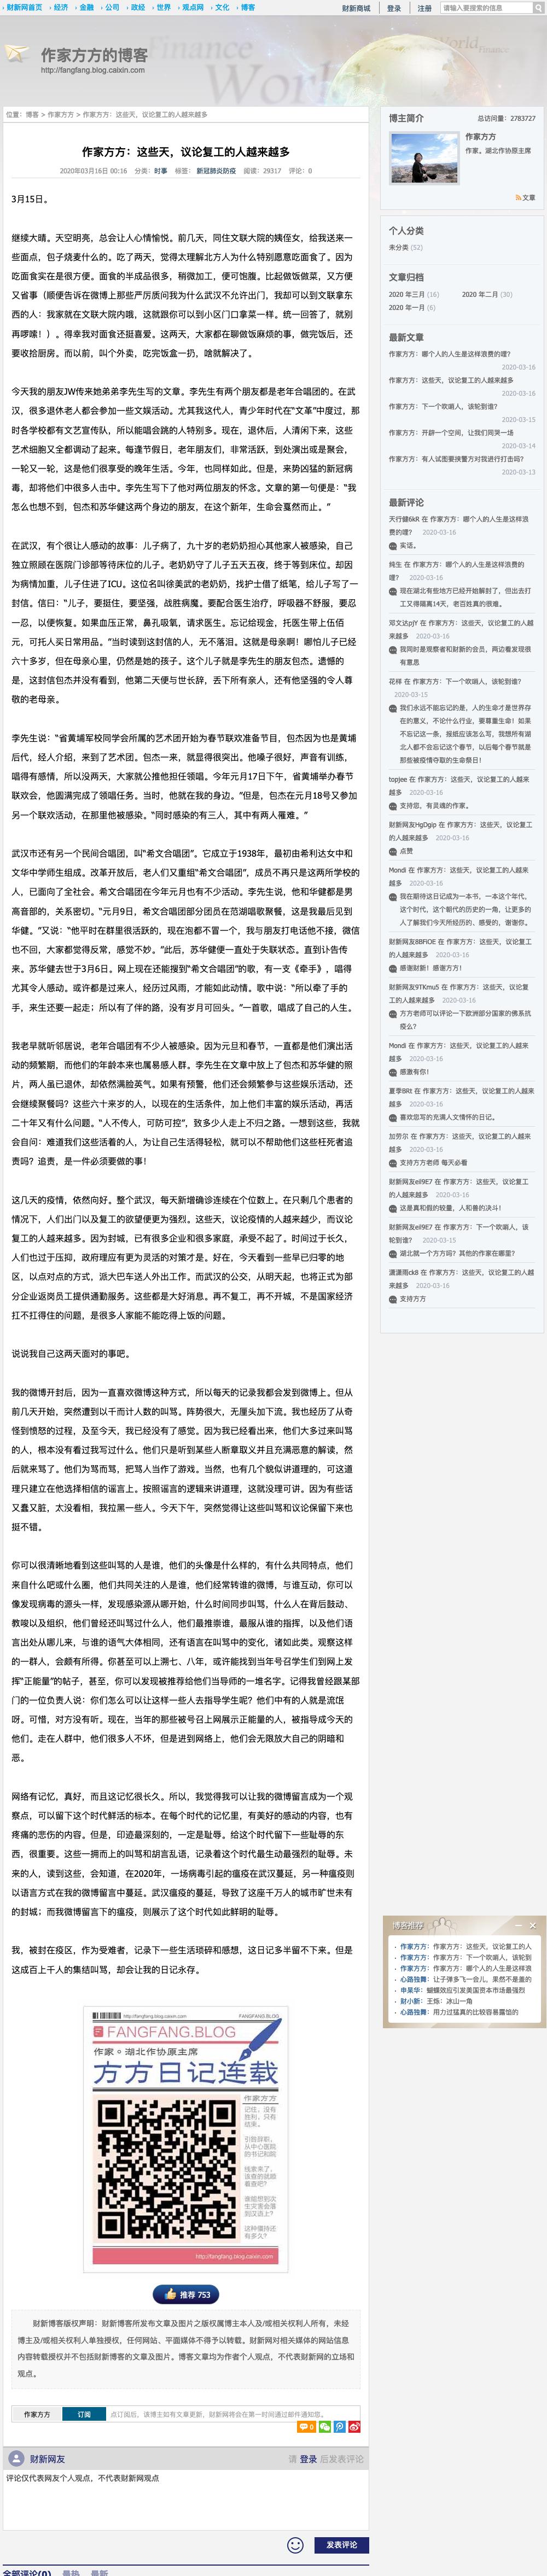 财新网首页 经济 金融 公司 政经 世界 观点网 文化 博客
财新商城 登录 注册 请输入要搜索的信息
作家方方的博客
http://fangfang.blog.caixin.com
位置：博客 > 作家方方 > 作家方方：这些天，议论复工的人越来越多
作家方方：这些天，议论复工的人越来越多
2020年03月16日 00:16 分类：时事 标签： 新冠肺炎防疫 阅读：29317 评论：0
3月15日。
继续大晴。天空明亮，总会让人心情愉悦。前几天，同住文联大院的姨侄女，给我送来一
些面点，包子烧麦什么的。吃了两天，觉得太理解北方人为什么特别愿意吃面食了。因为
吃面食实在是很方便。面食的半成品很多，稍微加工，便可饱腹。比起做饭做菜，又方便
又省事（顺便告诉在微博上那些严厉质问我为什么武汉不允许出门，我却可以到文联拿东
西的人：我家就在文联大院内哦，这就跟你可以到小区门口拿菜一样。统一回答了，就别
再啰嗦！）。得幸我对面食还挺喜爱。这两天，大家都在聊做饭麻烦的事，做完饭后，还
要收拾厨房。而以前，叫个外卖，吃完饭盒一扔，啥就解决了。
今天我的朋友JW传来她弟弟李先生写的文章。李先生有两个朋友都是老年合唱团的。在武
汉，很多退休老人都会参加一些文娱活动。尤其我这代人，青少年时代在“文革”中度过，那
时各学校都有文艺宣传队，所以能唱会跳的人特别多。现在，退休后，人清闲下来，这些
艺术细胞又全都调动了起来。每逢节假日，老年朋友们，非常活跃，到处演出或是聚会，
一轮又一轮，这是他们很享受的晚年生活。今年，也同样如此。但是，来势凶猛的新冠病
毒，却将他们中很多人击中。李先生写下了他对两位朋友的怀念。文章的第一句便是：“我
怎么也想不到，包杰和苏华健这两个身边的朋友，在这个新年，生命会戛然而止。”
在武汉，有个很让人感动的故事：儿子病了，九十岁的老奶奶担心其他家人被感染，自己
独立照顾在医院门诊部等待床位的儿子。老奶奶守了儿子五天五夜，终于等到床位。却因
为病情加重，儿子住进了ICU。这位名叫徐美武的老奶奶，找护士借了纸笔，给儿子写了一
封信。信曰：“儿子，要挺住，要坚强，战胜病魔。要配合医生治疗，呼吸器不舒服，要忍
一忍，以便恢复。如果血压正常，鼻孔吸氧，请求医生。忘记给现金，托医生带上伍佰
元，可托人买日常用品。”当时读到这封信的人，无不落泪。这就是母亲啊！哪怕儿子已经
六十多岁，但在母亲心里，仍然是她的孩子。这个儿子就是李先生的朋友包杰。遗憾的
是，这封信包杰并没有看到，他第二天便与世长辞，丢下所有亲人，还有他坚强的令人尊
敬的老母亲。
李先生说：“省黄埔军校同学会所属的艺术团开始为春节联欢准备节目，包杰因为也是黄埔
后代，经人介绍，来到了艺术团。包杰一来，就显得很突出。他嗓子很好，声音有训练，
唱得有感情，所以没两天，大家就公推他担任领唱。今年元月17日下午，省黄埔举办春节
联欢会，他圆满完成了领唱任务。当时，他就在我的身边。”但是，包杰在元月18号又参加
另一个联欢活动，在那里他被感染。“同时感染的有三人，其中有两人罹难。”
武汉市还有另一个民间合唱团，叫“希文合唱团”。它成立于1938年，最初由希利达女中和
文华中学师生组成。改革开放后，老人们又重组“希文合唱团”，成员不再只是这两所学校的
人，已面向了全社会。希文合唱团在今年元月也有不少活动。李先生说，他和华健都是男
高音部的，关系密切。“元月9日，希文合唱团部分团员在范湖唱歌聚餐，这是我最后见到
华健。”又说：“他平时在群里很活跃的，现在泡都不冒一个，我与他朋友打电话他不接，微信
也不回，大家都觉得反常，感觉不妙。”此后，苏华健便一直处于失联状态。直到讣告传
来。苏华健去世于3月6日。网上现在还能搜到“希文合唱团”的歌，有一支《牵手》，唱得
尤其令人感动。或许都是过来人，经历过风雨，才能如此动情。歌中说：“所以牵了手的
手，来生还要一起走；所以有了伴的路，没有岁月可回头。”一首歌，唱成了自己的人生。
我老早就听邻居说，老年合唱团有不少人被感染。因为元旦和春节，一直都是他们演出活
动的频繁期，而他们的年龄本来也属易感人群。李先生在文章中放上了包杰和苏华健的照
片，两人虽已退休，却依然满脸英气。如果有预警，他们还会频繁参与这些娱乐活动，还
会继续聚餐吗？这些六十来岁的人，以现在的生活条件，加上他们丰富的娱乐活动，再活
二十年又有什么问题。“人不传人，可防可控”，致多少人走上不归之路。一想到这些，我就
会自问：难道我们这些活着的人，为让自己生活得轻松，就可以不帮助他们这些枉死者追
责吗？追责，是一件必须要做的事！
这几天的疫情，依然向好。整个武汉，每天新增确诊连续在个位数上。在只剩几个患者的
情况下，人们出门以及复工的欲望便更为强烈。这些天，议论疫情的人越来越少，而议论
复工的人越来越多。因为封城，已有很多企业和很多家庭，承受不起了。时间过于长久，
人们也过于压抑，政府理应有更为灵活的对策才是。好在，今天看到一些早已归零的地
区，以点对点的方式，派大巴车送人外出工作。而武汉的公交，从明天起，也将正式为部
分企业返岗员工提供通勤服务。这些都是大好消息。再不复工，再不开城，不是国家经济
扛不扛得住的问题，是很多人家能不能吃得上饭的问题。
说说我自己这两天面对的事吧。
我的微博开封后，因为一直喜欢微博这种方式，所以每天的记录我都会发到微博上。但从
前几天开始，突然遭到以千而计人数的叫骂。阵势很大，无厘头加下流。我也经历了从奇
怪到愤怒的过程，及至今天，我已经没有了感觉。因为我已经看出来，他们大多过来叫骂
的人，根本没有看过我写过什么。他们只是听到某些人断章取义并且充满恶意的解读，然
后就来骂了。他们为骂而骂，把骂人当作了游戏。当然，也有几个貌似讲道理的，可这道
理只建立在他选择相信的谣言上。按照谣言的逻辑来讲道理，这就没理可讲。因为有些话
又蠢又脏，太没看相，我拉黑一些人。今天下午，突然觉得让这些叫骂和议论保留下来也
挺不错。
你可以很清晰地看到这些叫骂的人是谁，他们的头像是什么样的，有什么共同特点，他们
来自什么吧或什么圈，他们共同关注的人是谁，他们经常转谁的微博，与谁互动，你可以
像发现病毒的源头一样，发现感染源从哪开始，什么时间同步叫骂，什么人在背后鼓动、
教唆以及组织，他们曾经还叫骂过什么人，他们最推崇谁，最服从谁的指挥，以及他们语
言出处从哪儿来，与谁的语气大体相同，还有语言在叫骂中的变化，诸如此类。观察这样
的一群人，会颇有所得。你甚至可以上溯七、八年，或许能找到当年号召学生们到网上发
挥“正能量”的帖子，甚至，你可以发现被推荐给他们当导师的一堆名字。记得我曾经跟某部
门的一位负责人说：你们怎么可以让这样一些人去指导学生呢？他们中有的人就是流氓
呀。可惜，对方没有听。现在，当年的那些被号召上网展示正能量的人，被指导成今天的
他们。走在人群中，他们很多人不坏，但是进到网络上，他们会无限放大自己的阴暗和
恶。
网络有记忆，真好，而且这记忆很长久。所以，我觉得我可以让我的微博留言成为一个观
察点，可以留下这个时代鲜活的标本。在每个时代的记忆里，有美好的感动的内容，也有
疼痛的悲伤的内容。但是，印迹最深刻的，一定是耻辱。给这个时代留下一些耻辱的东
西，很重要。这些一拥而上的叫骂和胡言乱语，记录着这个时代最生动最强烈的耻辱。未
来的人，读到这些，会知道，在2020年，一场病毒引起的瘟疫在武汉蔓延，另一种瘟疫则
以语言方式在我的微博留言中蔓延。武汉瘟疫的蔓延，导致了这座千万人的城市旷世未有
的封城；而我微博留言下的瘟疫，则展示了这个时代如此鲜明的耻辱。
我，被封在疫区，作为受难者，记录下一些生活琐碎和感想，这日记多半留不下来。但是
这成百上千人的集结叫骂，却会让我的日记永存。
http://fangfang.blog.caixin.com FANGFANG.BLOG
FANGFANG.BLOG
作家。湖北作协原主席
方方日记连载
作家方方
记住，没有
胜利，只有
结束。
引咎辞职，
从中心医院
的书记和院
长开始。
谁能想到次
生灾害会落
到汉语上？
这种僵持还
有多久？
http://fangfang.blog.caixin.com
推荐 753
财新博客版权声明：财新博客所发布文章及图片之版权属博主本人及/或相关权利人所有，未经
博主及/或相关权利人单独授权，任何网站、平面媒体不得予以转载。财新网对相关媒体的网站信息
内容转载授权并不包括财新博客的文章及图片。博客文章均为作者个人观点，不代表财新网的立场和
观点。
作家方方 订阅 点订阅后，该博主如有文章更新，财新网将会在第一时间通过邮件通知您。
0
财新网友 请 登录 后发表评论
评论仅代表网友个人观点，不代表财新网观点
发表评论
全部评论(0) 最热 最新
博主简介 总访问量：2783727
作家方方
作家。湖北作协原主席
文章
个人分类
未分类 (52)
文章归档
2020 年三月 (16) 2020 年二月 (30)
2020 年一月 (6)
最新文章
作家方方：哪个人的人生是这样浪费的哩？
2020-03-16
作家方方：这些天，议论复工的人越来越多
2020-03-16
作家方方：下一个吹哨人，该轮到谁？
2020-03-15
作家方方：开辟一个空间，让我们同哭一场
2020-03-14
作家方方：有人试图要挟警方对我进行打击吗？
2020-03-13
最新评论
天行健6kR 在 作家方方：哪个人的人生是这样浪
费的哩？ 2020-03-16
实话。
纯生 在 作家方方：哪个人的人生是这样浪费的
哩？ 2020-03-16
现在湖北有些地方已经开始解封了，但出去打
工又得隔离14天，老百姓真的很难。
邓文达pjY 在 作家方方：这些天，议论复工的人越
来越多 2020-03-16
我同时是观察者和财新的会员，两边看发现很
有意思
花样 在 作家方方：下一个吹哨人，该轮到谁？
2020-03-15
我们永远不能忘记的是，人的生命才是世界存
在的意义，不论什么行业，要尊重生命！如果
不忘记这一条，报纸应该怎么写，我想所有湖
北人都不会忘记这个春节，以后每个春节就是
那些被疫情夺取的生命祭日！
topjee 在 作家方方：这些天，议论复工的人越来
越多 2020-03-16
支持您，有灵魂的作家。
财新网友HgDgip 在 作家方方：这些天，议论复工
的人越来越多 2020-03-16
点赞
Mondi 在 作家方方：这些天，议论复工的人越来
越多 2020-03-16
我在期待这日记成为一本书，一本这个年代，
这个时代，这个朝代的历史的一角，让更多的
人了解我们今天所经历的、感受的，谢谢你。
财新网友8BFlOE 在 作家方方：这些天，议论复工
的人越来越多 2020-03-16
感谢财新！感谢方方！
财新网友9TKmuS 在 作家方方：这些天，议论复
工的人越来越多 2020-03-16
方方老师可以评论一下欧洲部分国家的佛系抗
疫么？
Mondi 在 作家方方：这些天，议论复工的人越来
越多 2020-03-16
感激有你！
夏季BRt 在 作家方方：这些天，议论复工的人越来
越多 2020-03-16
喜欢您写的充满人文情怀的日记。
加劳尔 在 作家方方：这些天，议论复工的人越来
越多 2020-03-16
支持方方老师 每天必看
财新网友eiI9E7 在 作家方方：这些天，议论复工
的人越来越多 2020-03-16
这是真和假的较量，人和兽的决斗！
财新网友eiI9E7 在 作家方方：下一个吹哨人，该
轮到谁？ 2020-03-15
湖北就一个方方吗？其他的作家在哪里？
潇潇雨ckB 在 作家方方：这些天，议论复工的人越
来越多 2020-03-16
支持方方
博客推荐
作家方方：作家方方：这些天，议论复工的人
作家方方：作家方方：下一个吹哨人，该轮到
作家方方：作家方方：哪个人的人生是这样浪
心路独舞：让子弹多飞一会儿，果然不是盖的
申呆华：蝴蝶效应引发美国资本市场最强烈
财小新：王烁：冰山一角
心路独舞：用力过猛真的比较容易露馅的